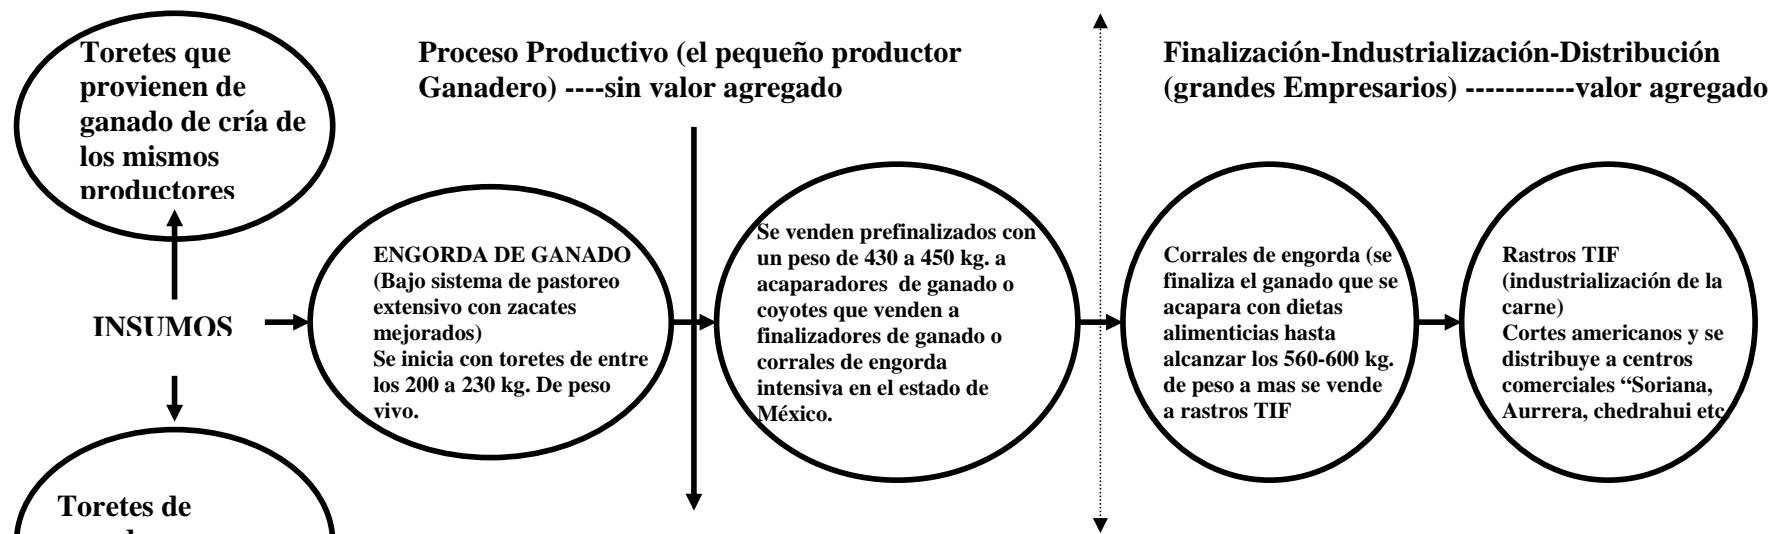 Toretes que
provienen de
ganado de cría de
los mismos
productores
Proceso Productivo (el pequeño productor
Ganadero) ----sin valor agregado
Finalización-Industrialización-Distribución
(grandes Empresarios) -----------valor agregado
INSUMOS
ENGORDA DE GANADO
(Bajo sistema de pastoreo
extensivo con zacates
mejorados)
Se inicia con toretes de entre
los 200 a 230 kg. De peso
vivo.
Se venden prefinalizados con
un peso de 430 a 450 kg. a
acaparadores de ganado o
coyotes que venden a
finalizadores de ganado o
corrales de engorda
intensiva en el estado de
México.
Corrales de engorda (se
finaliza el ganado que se
acapara con dietas
alimenticias hasta
alcanzar los 560-600 kg.
de peso a mas se vende
a rastros TIF
Rastros TIF
(industrialización de la
carne)
Cortes americanos y se
distribuye a centros
comerciales “Soriana,
Aurrera, chedrahui etc
Toretes de